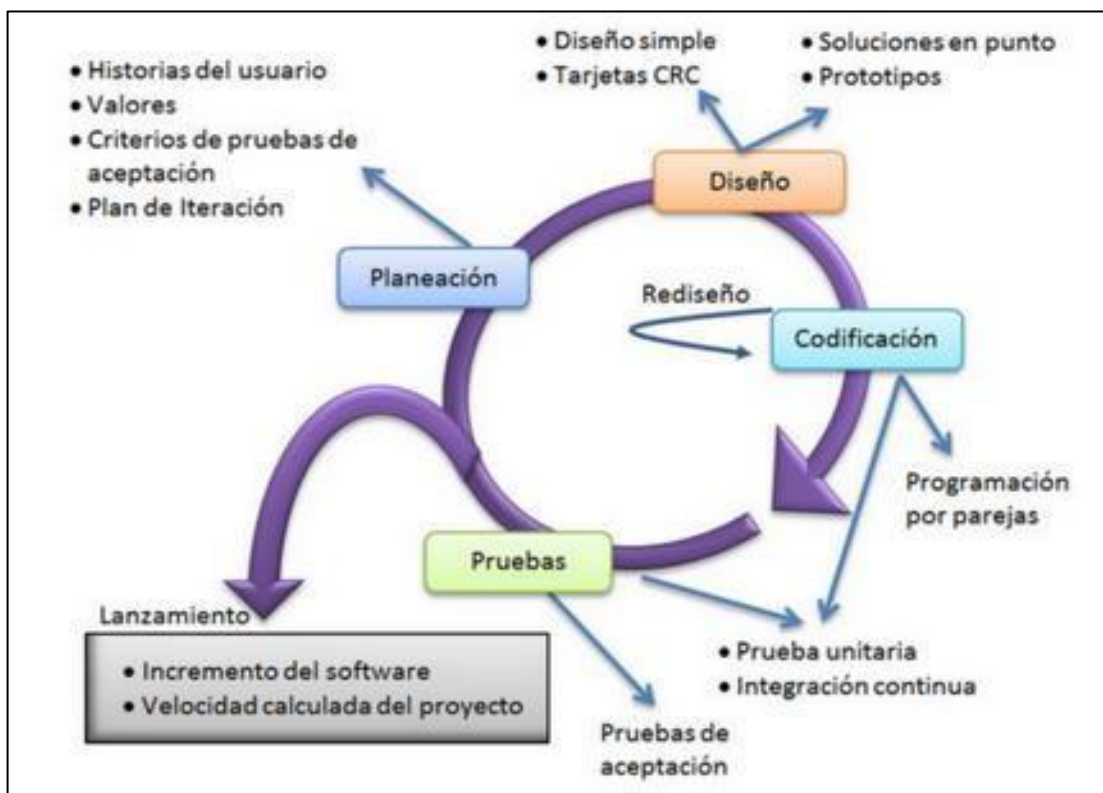 • Historias del usuario
• Valores
• Criterios de pruebas de
aceptación
• Plan de Iteración
• Diseño simple
• Tarjetas CRC
• Soluciones en punto
• Prototipos
Diseño
Planeación
Rediseño
Codificación
Programación
por parejas
Pruebas
Lanzamiento
• Incremento del software
• Velocidad calculada del proyecto
• Prueba unitaria
• Integración continua
Pruebas de
aceptación